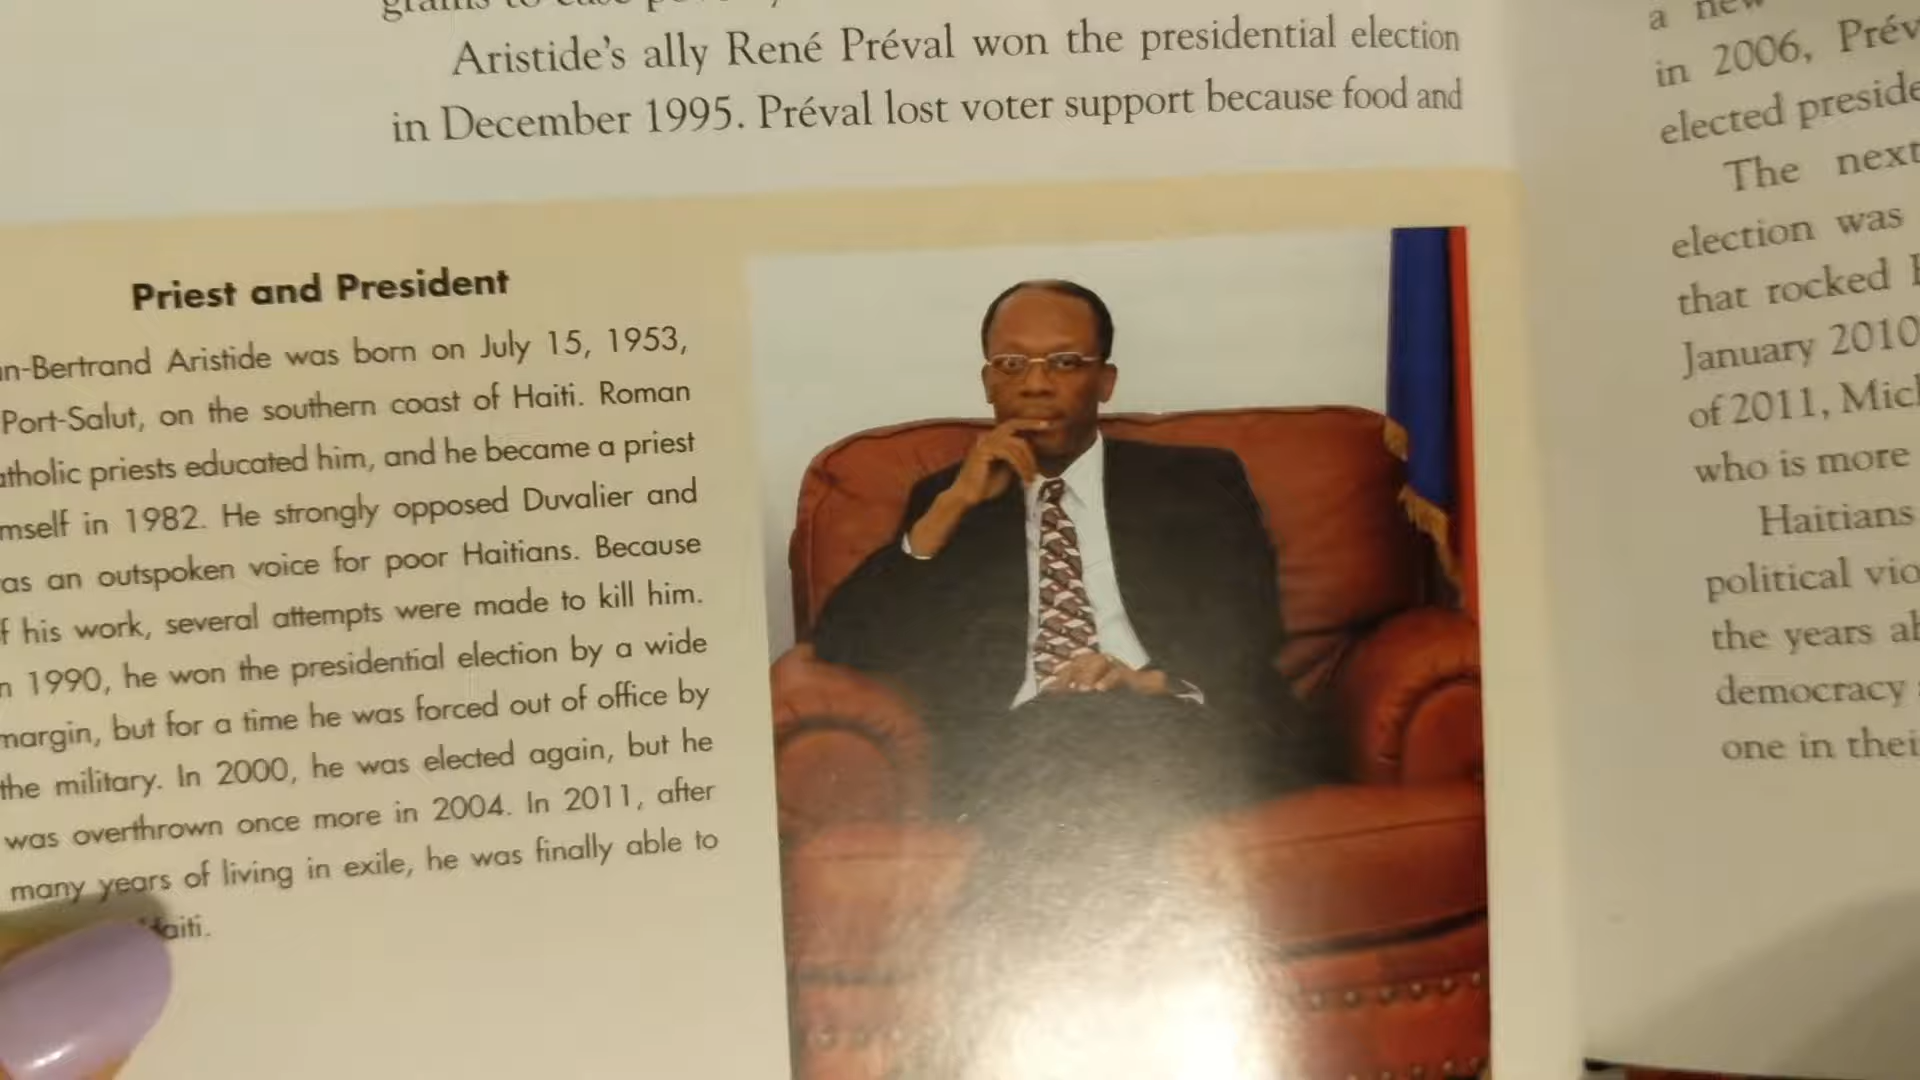 Aristide's ally René Préval won the presidential election
in December 1995. Préval lost voter support because food and
Priest and President
n-Bertrand Aristide was born on July 15, 1953,
Port-Salut, on the southern coast of Haiti. Roman
tholic priests educated him, and he became a priest
mself in 1982. He strongly opposed Duvalier and
as an outspoken voice for poor Haitians. Because
f his work, several attempts were made to kill him.
n 1990, he won the presidential election by a wide
margin, but for a time he was forced out of office by
the military. In 2000, he was elected again, but he
was overthrown once more in 2004. In 2011, after
many years of living in exile, he was finally able to
aiti.
a new
in 2006, Prév
elected preside
The next
election was
that rocked
January 2010
of 2011, Mich
who is more
Haitians
political vio
the years ab
democracy
one in thei